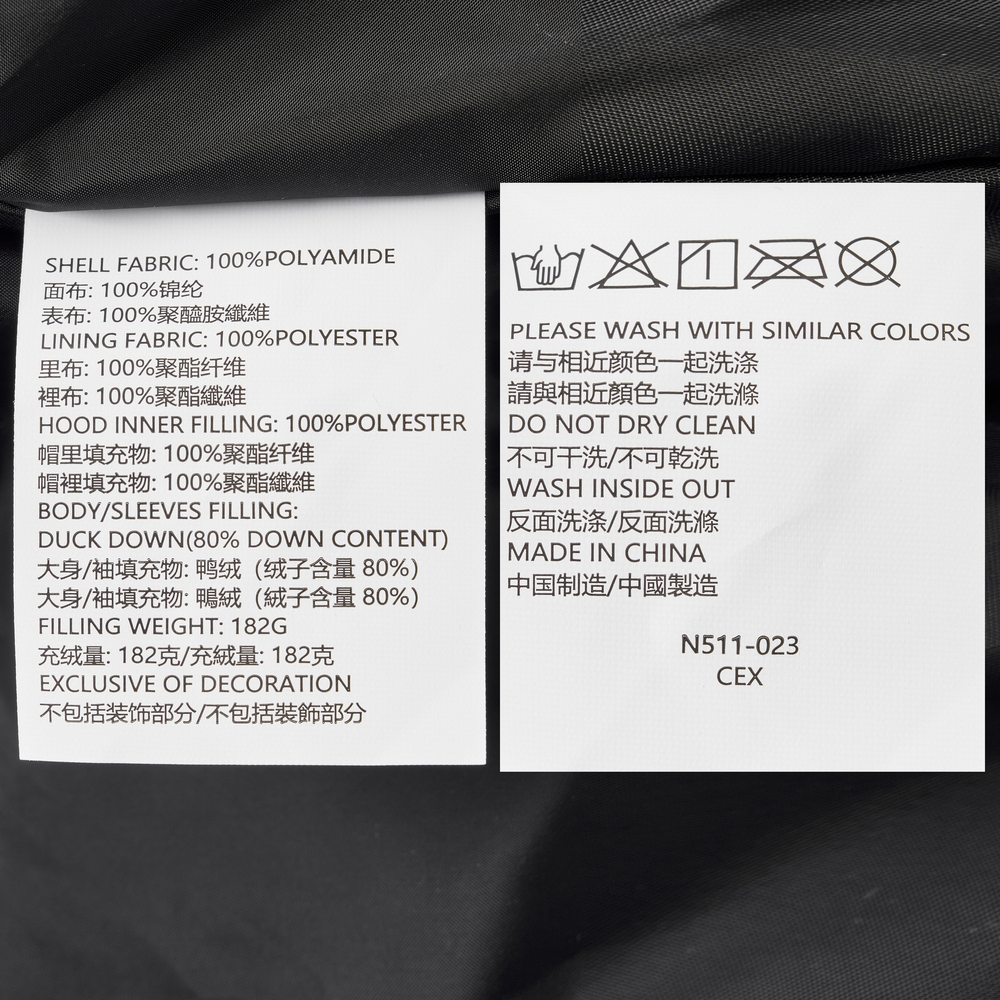 SHELL FABRIC: 100%POLYAMIDE
面布: 100%锦纶
表布: 100%聚醯胺纖維
LINING FABRIC: 100%POLYESTER
里布: 100%聚酯纤维
裡布: 100%聚酯纖維
HOOD INNER FILLING: 100%POLYESTER
帽里填充物: 100%聚酯纤维
帽裡填充物: 100%聚酯纖維
BODY/SLEEVES FILLING:
DUCK DOWN(80% DOWN CONTENT)
大身/袖填充物: 鸭绒（绒子含量 80%）
大身/袖填充物: 鴨絨（絨子含量 80%）
FILLING WEIGHT: 182G
充绒量: 182克/充絨量: 182克
EXCLUSIVE OF DECORATION
不包括装饰部分/不包括裝飾部分
PLEASE WASH WITH SIMILAR COLORS
请与相近颜色一起洗涤
請與相近顏色一起洗滌
DO NOT DRY CLEAN
不可干洗/不可乾洗
WASH INSIDE OUT
反面洗涤/反面洗滌
MADE IN CHINA
中国制造/中國製造
N511-023
CEX